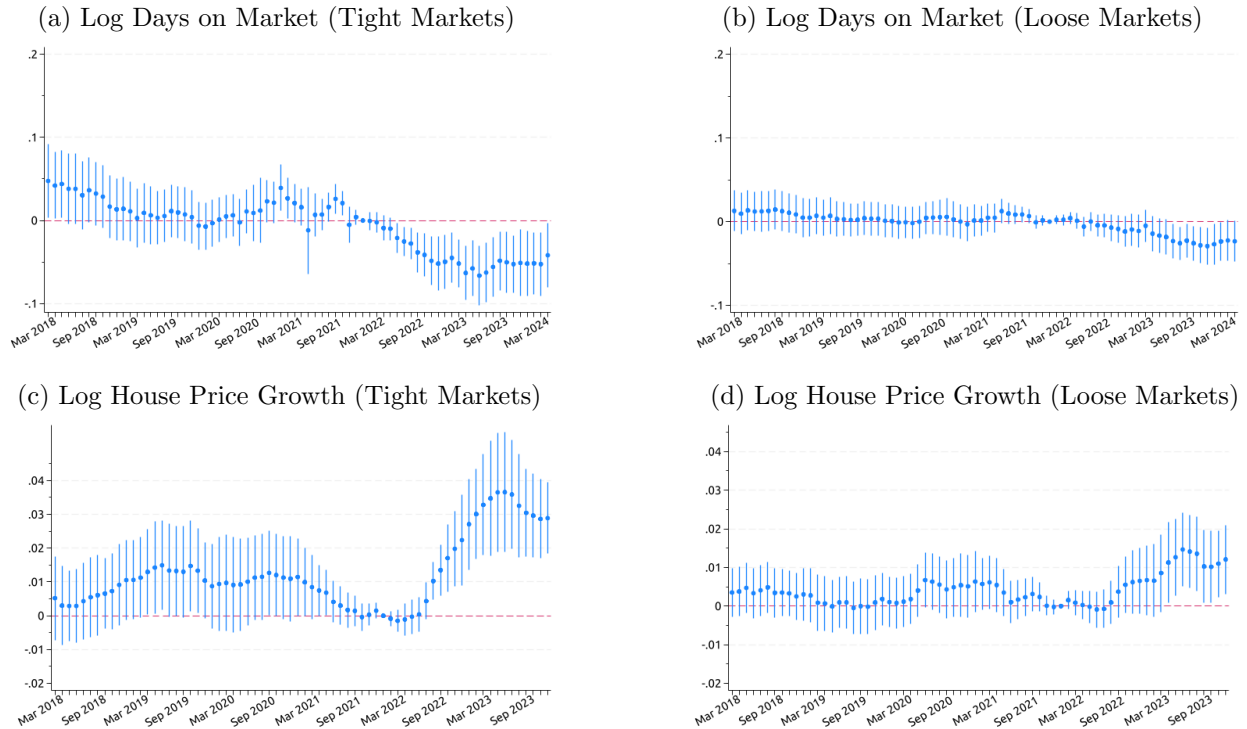 (a) Log Days on Market (Tight Markets)
.2
.1
0
-.1
Mar 2018
Sep 2018
Mar 2019
Sep 2019
Mar 2020
Sep 2020
Mar 2021
Sep 2021
Mar 2022
Sep 2022
Mar 2023
Sep 2023
Mar 2024
(b) Log Days on Market (Loose Markets)
.2
.1
0
-.1
Mar 2018
Sep 2018
Mar 2019
Sep 2019
Mar 2020
Sep 2020
Mar 2021
Sep 2021
Mar 2022
Sep 2022
Mar 2023
Sep 2023
Mar 2024
(c) Log House Price Growth (Tight Markets)
.04
.03
.02
.01
0
-.01
-.02
Mar 2018
Sep 2018
Mar 2019
Sep 2019
Mar 2020
Sep 2020
Mar 2021
Sep 2021
Mar 2022
Sep 2022
Mar 2023
Sep 2023
(d) Log House Price Growth (Loose Markets)
.04
.03
.02
.01
0
-.01
-.02
Mar 2018
Sep 2018
Mar 2019
Sep 2019
Mar 2020
Sep 2020
Mar 2021
Sep 2021
Mar 2022
Sep 2022
Mar 2023
Sep 2023